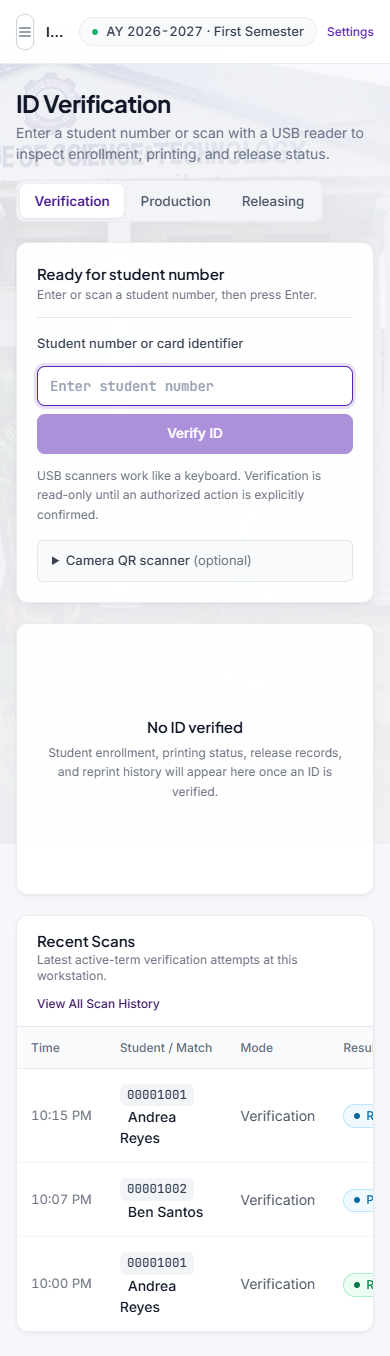 I...
AY 2026-2027 · First Semester
Settings
ID Verification
Enter a student number or scan with a USB reader to
inspect enrollment, printing, and release status.
Verification
Production
Releasing
Ready for student number
Enter or scan a student number, then press Enter.
Student number or card identifier
Enter student number
Verify ID
USB scanners work like a keyboard. Verification is
read-only until an authorized action is explicitly
confirmed.
Camera QR scanner (optional)
No ID verified
Student enrollment, printing status, release records,
and reprint history will appear here once an ID is
verified.
Recent Scans
Latest active-term verification attempts at this
workstation.
View All Scan History
Time Student / Match Mode
00001001
10:15 PM Andrea Verification R
Reyes
00001002
10:07 PM Ben Santos Verification P
00001001
10:00 PM Andrea Verification R
Reyes